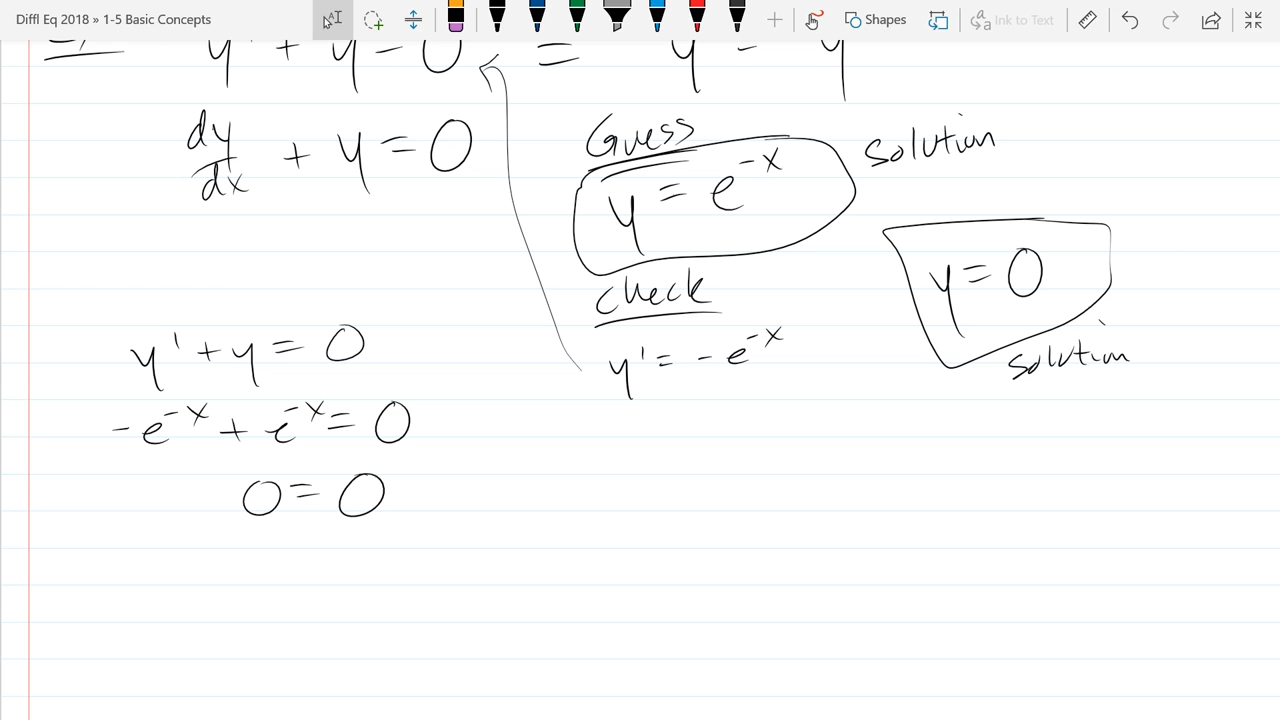 Diffl Eq 2018 » 1-5 Basic Concepts
Shapes
Ink to Text
y' + y = 0 = y' = -y
dy/dx + y = 0
Guess
y = e^-x
solution
check
y' = -e^-x
y = 0
solution
y' + y = 0
-e^-x + e^-x = 0
0 = 0